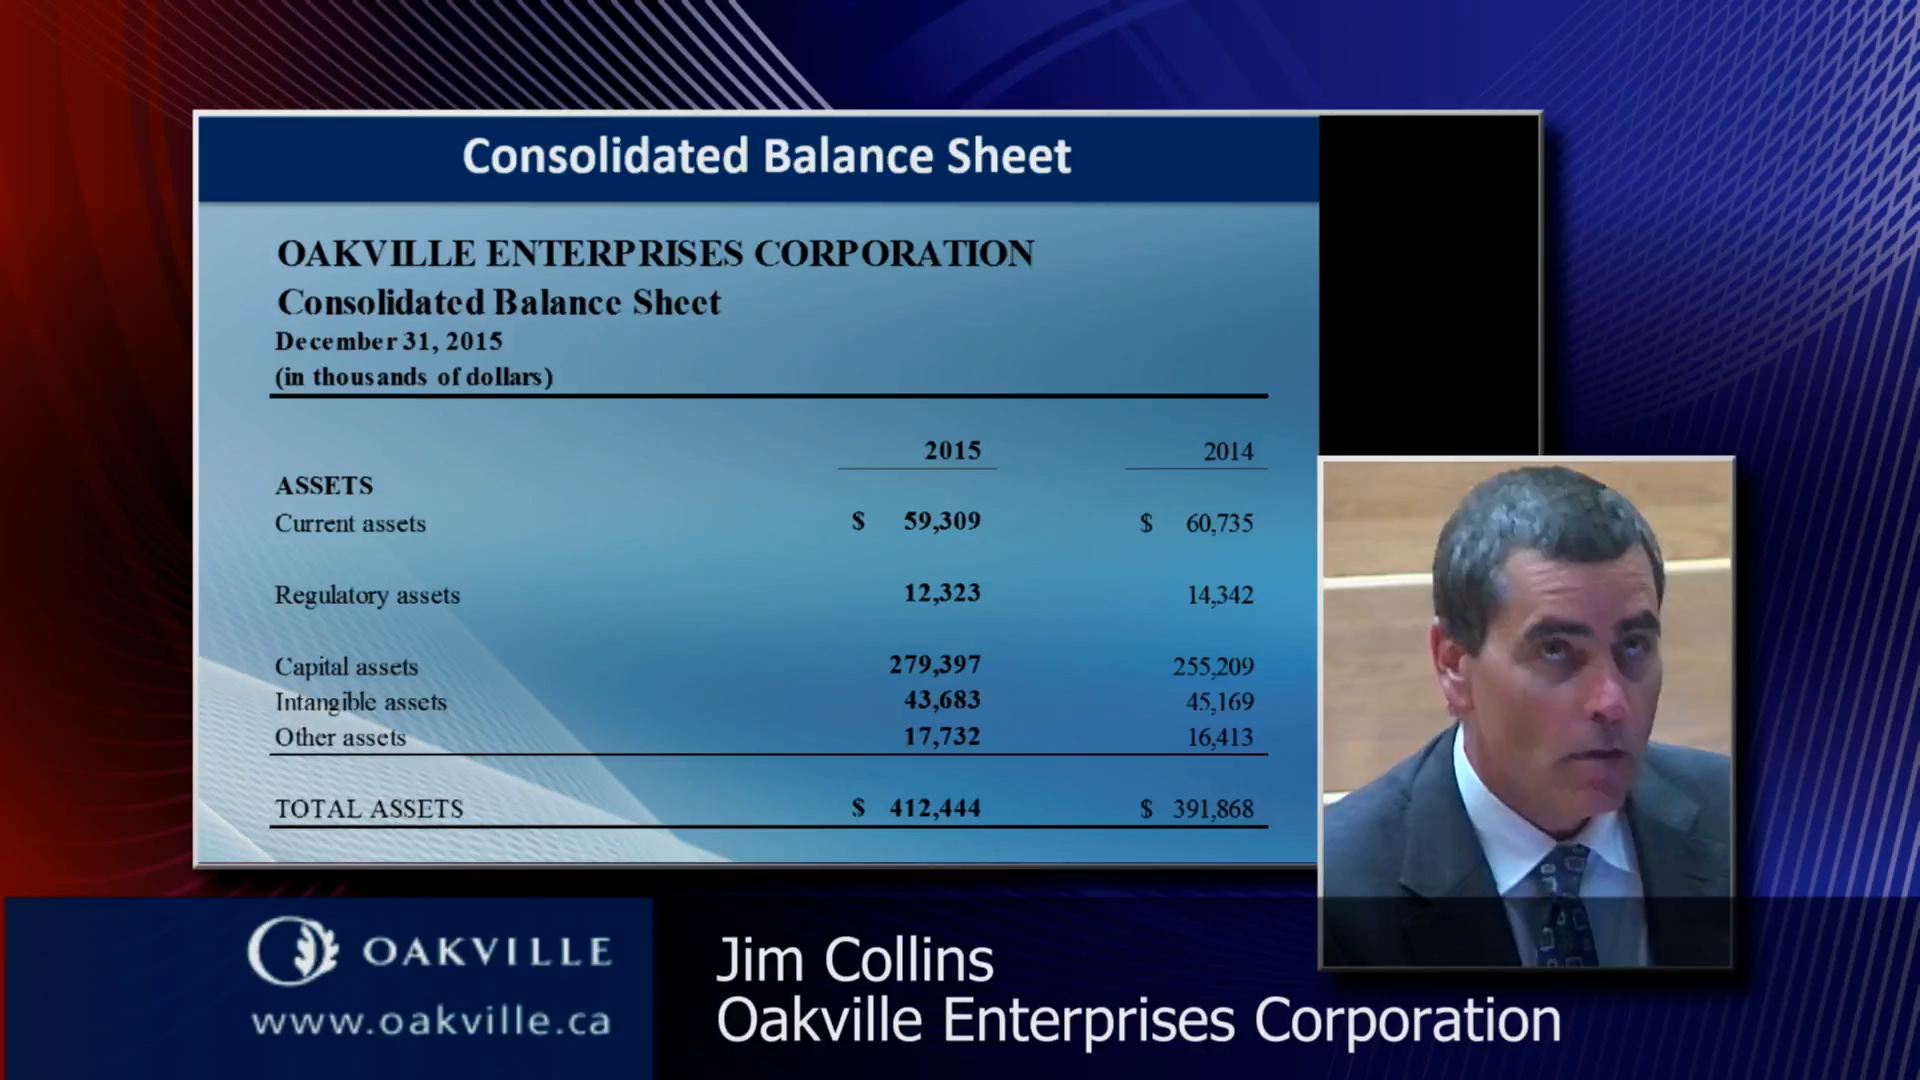 Consolidated Balance Sheet
OAKVILLE ENTERPRISES CORPORATION
Consolidated Balance Sheet
December 31, 2015
(in thousands of dollars)
2015 2014
ASSETS
Current assets $ 59,309 $ 60,735
Regulatory assets 12,323 14,342
Capital assets 279,397 255,209
Intangible assets 43,683 45,169
Other assets 17,732 16,413
TOTAL ASSETS $ 412,444 $ 391,868
OAKVILLE
www.oakville.ca
Jim Collins
Oakville Enterprises Corporation